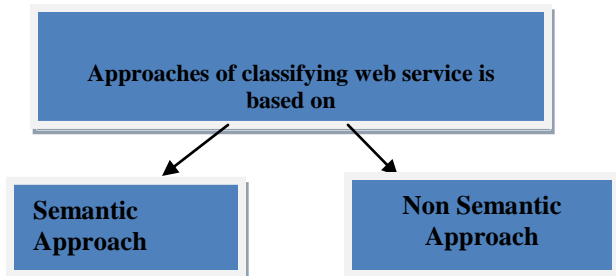 Approaches of classifying web service is
based on
Semantic
Approach
Non Semantic
Approach